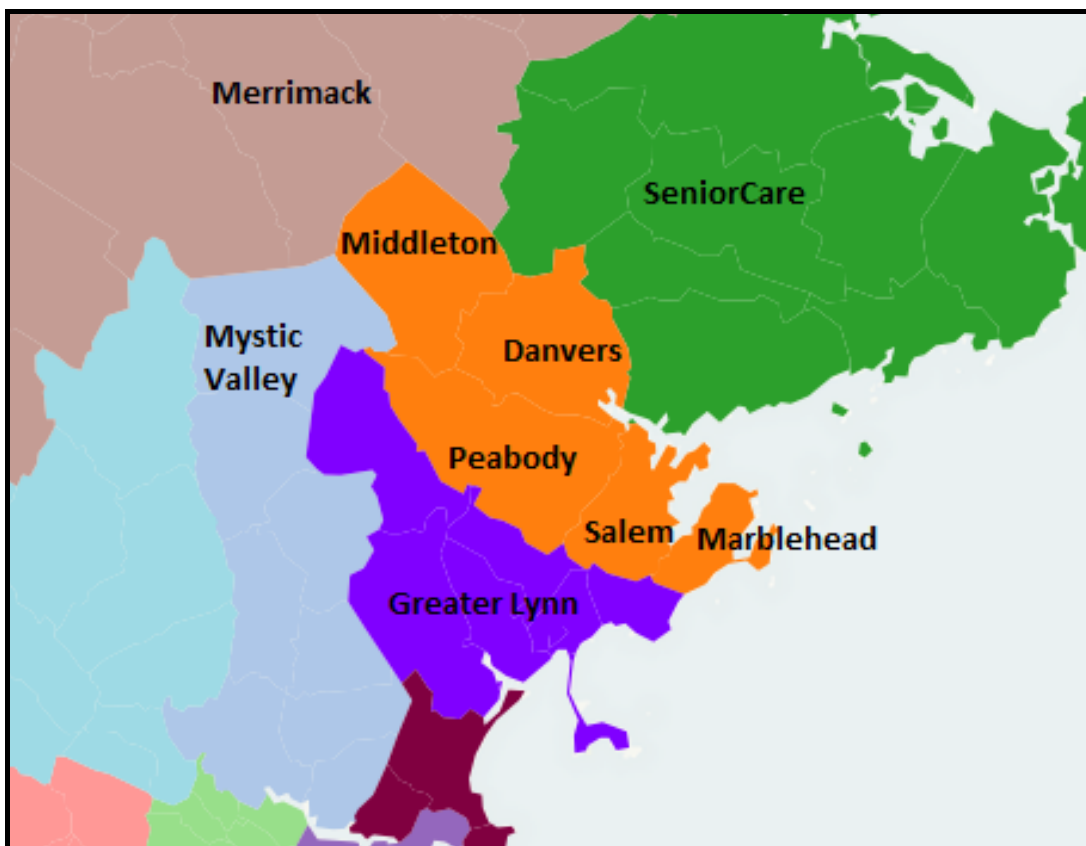 Merrimack
SeniorCare
Middleton
Mystic
Valley
Danvers
Peabody
Salem
Marblehead
Greater Lynn